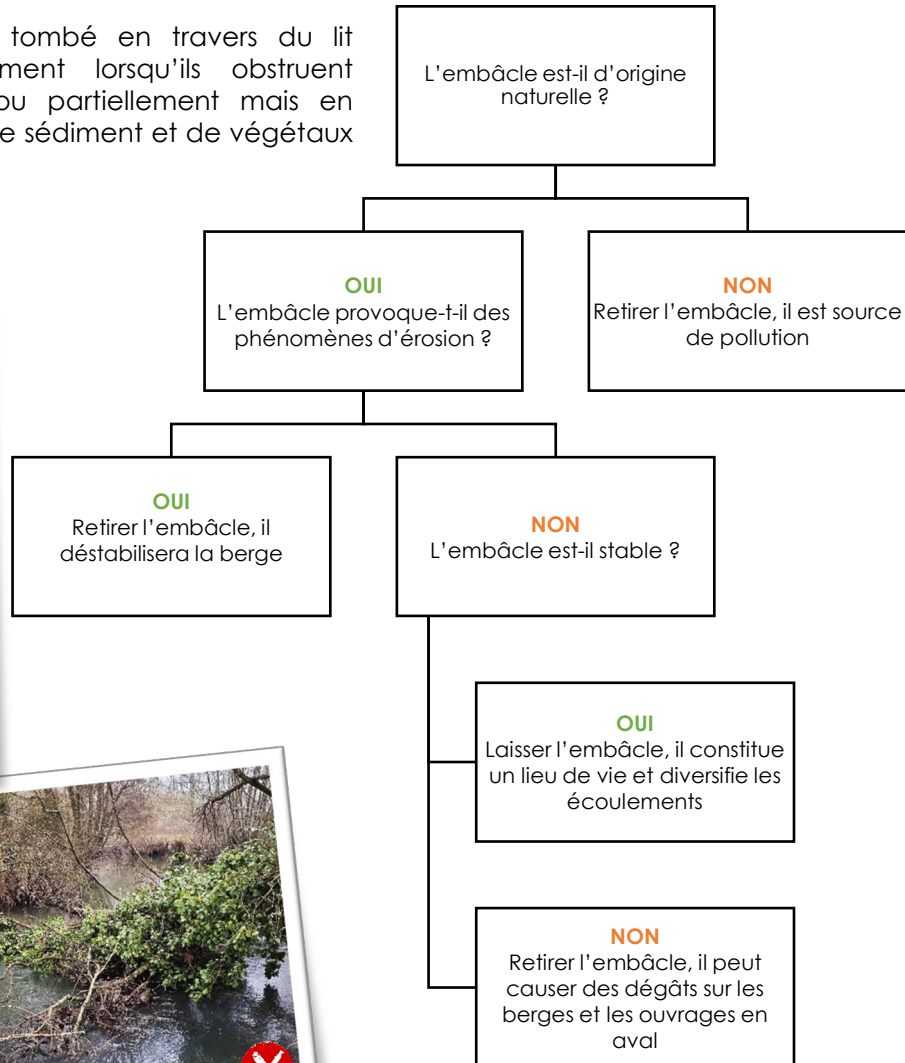 tombé en travers du lit
lorsqu'ils obstruent
ou partiellement mais en
sédiment et de végétaux
L'embâcle est-il d'origine
naturelle ?
OUI
L'embâcle provoque-t-il des
phénomènes d'érosion ?
NON
Retirer l'embâcle, il est source
de pollution
OUI
Retirer l'embâcle, il
déstabilisera la berge
NON
L'embâcle est-il stable ?
OUI
Laisser l'embâcle, il constitue
un lieu de vie et diversifie les
écoulements
NON
Retirer l'embâcle, il peut
causer des dégâts sur les
berges et les ouvrages en
aval